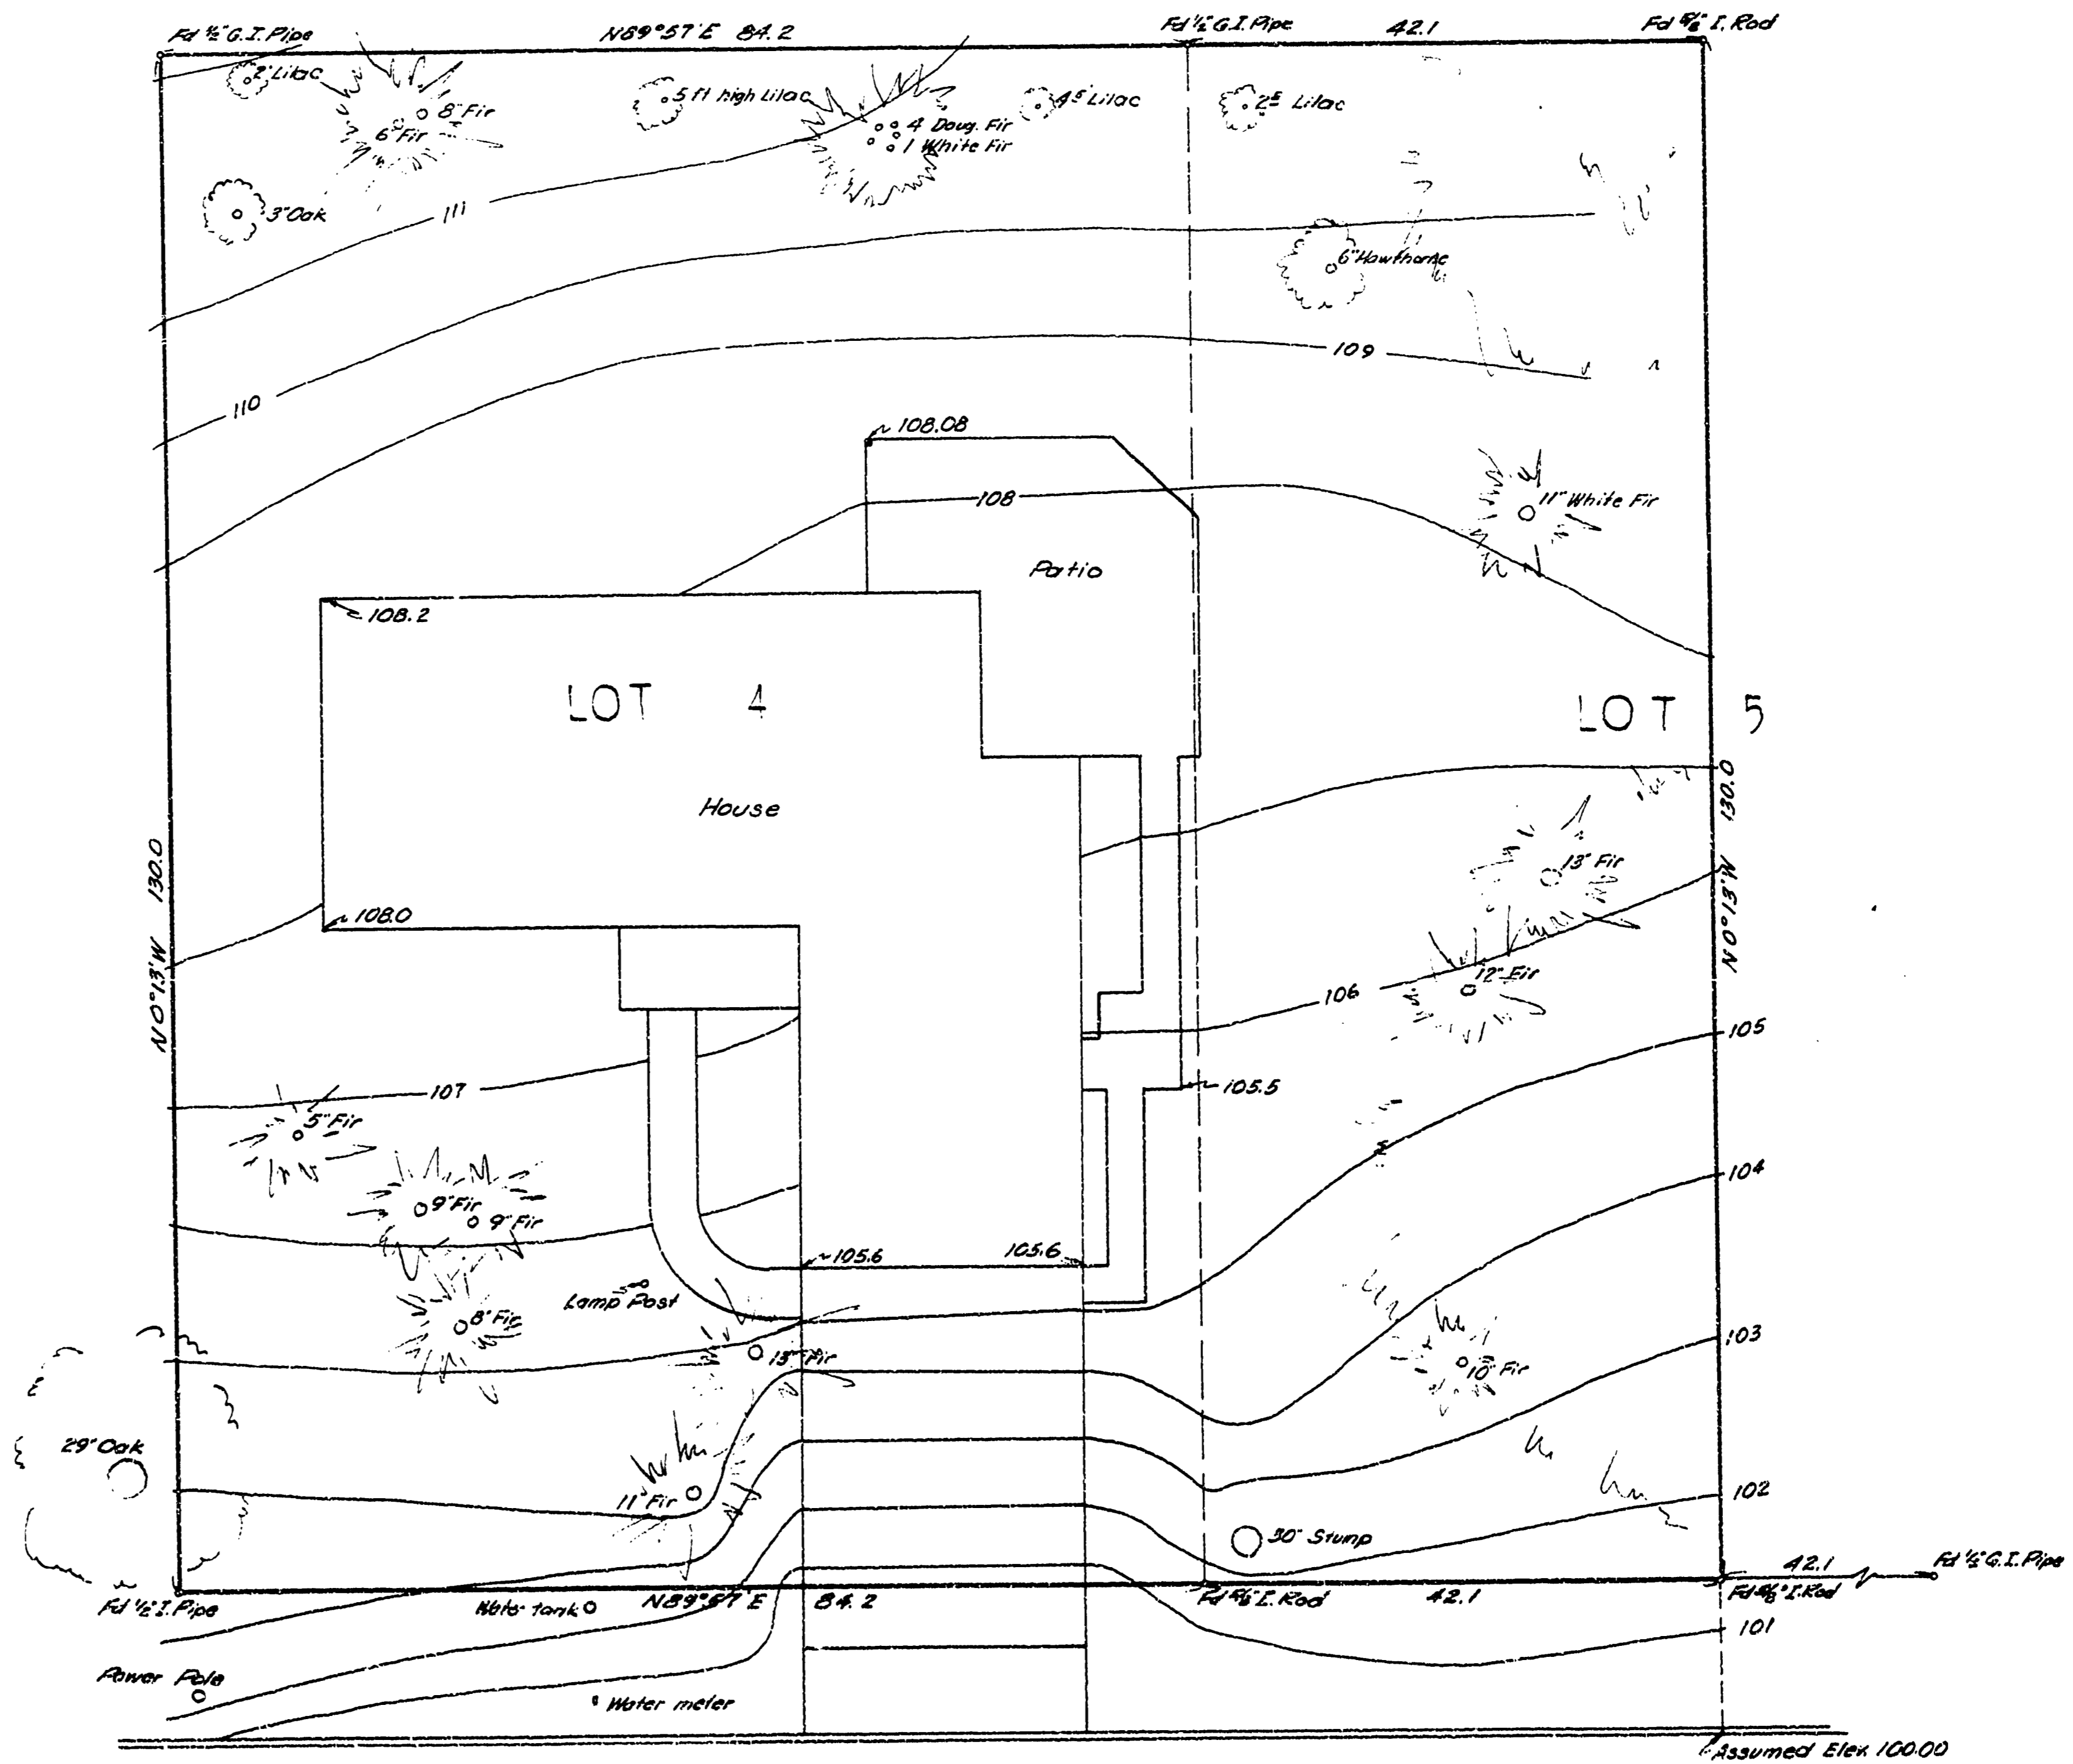 Fd ½" G.I. Pipe N89°57'E 84.2 Fd ½" G.I. Pipe 42.1 Fd 5/8" I. Rod
2" Lilac
8" Fir
6" Fir
5 ft high Lilac
4 Doug. Fir
1 White Fir
4⁵ Lilac
2⁵ Lilac
3" Oak
111
6" Hawthorne
109
110
108.08
108
11" White Fir
Patio
108.2
LOT 4
LOT 5
House
130.0 N0°13'W
130.0 N0°13'W
13" Fir
108.0
12" Fir
106
105
107
105.5
5" Fir
104
9" Fir
9" Fir
105.6
105.6
Lamp Post
8" Fir
103
13" Fir
10" Fir
29" Oak
102
11" Fir
30" Stump
42.1 Fd ½" G.I. Pipe
Fd ½" I. Pipe Water tank N89°57'E 84.2 Fd 5/8" I. Rod 42.1 Fd 5/8" I. Rod
101
Power Pole
Water meter
Assumed Elev. 100.00